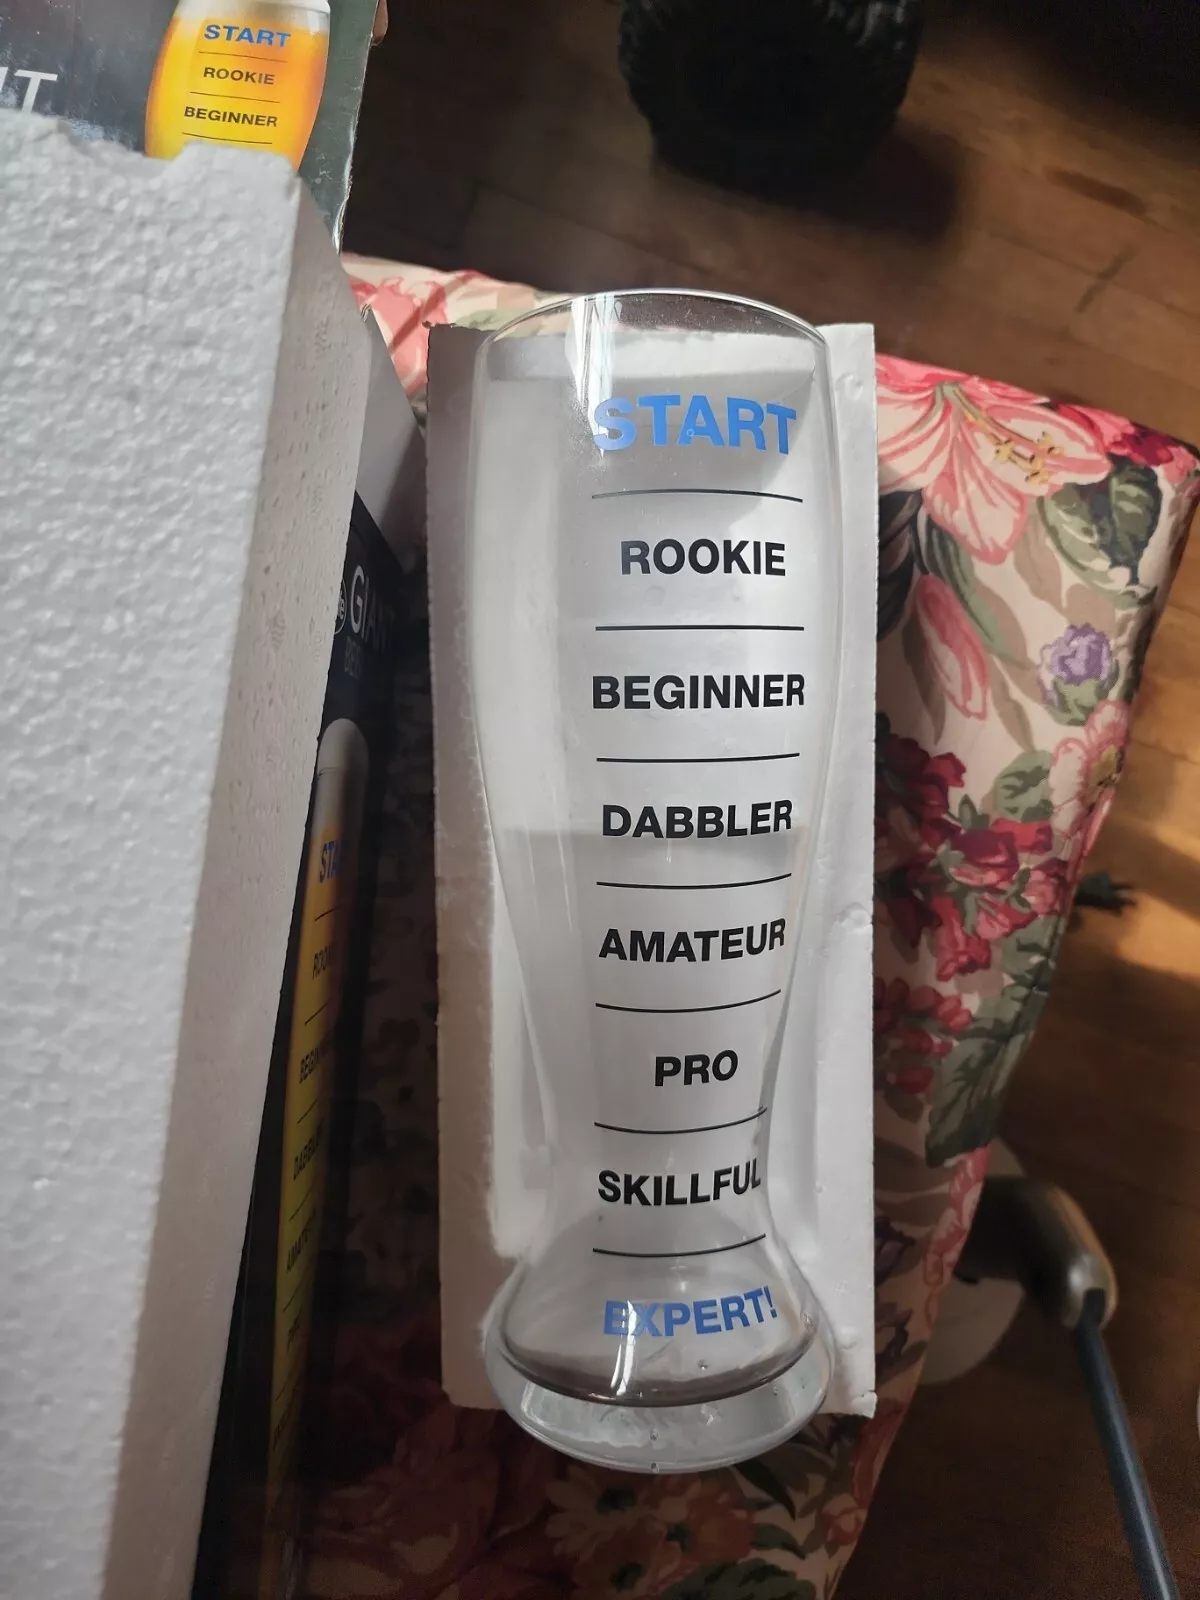 START
ROOKIE
BEGINNER
START
ROOKIE
BEGINNER
DABBLER
AMATEUR
PRO
SKILLFUL
EXPERT!